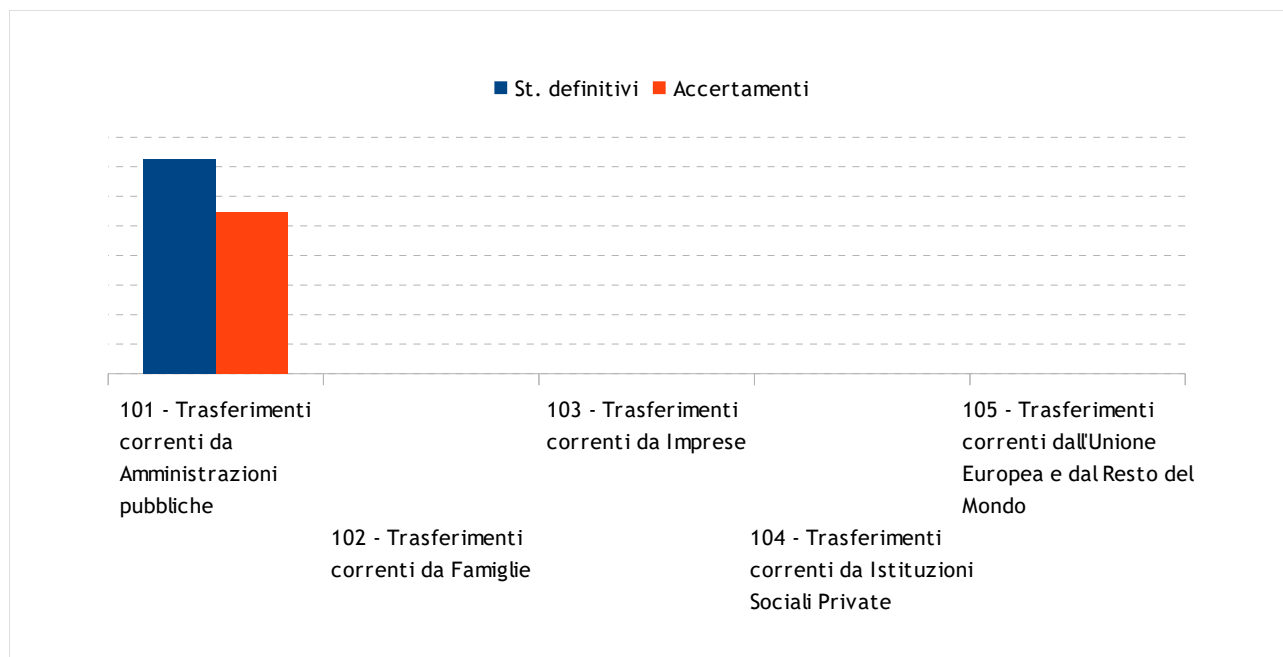 St. definitivi Accertamenti
101 - Trasferimenti
correnti da
Amministrazioni
pubbliche
102 - Trasferimenti
correnti da Famiglie
103 - Trasferimenti
correnti da Imprese
104 - Trasferimenti
correnti da Istituzioni
Sociali Private
105 - Trasferimenti
correnti dall'Unione
Europea e dal Resto del
Mondo